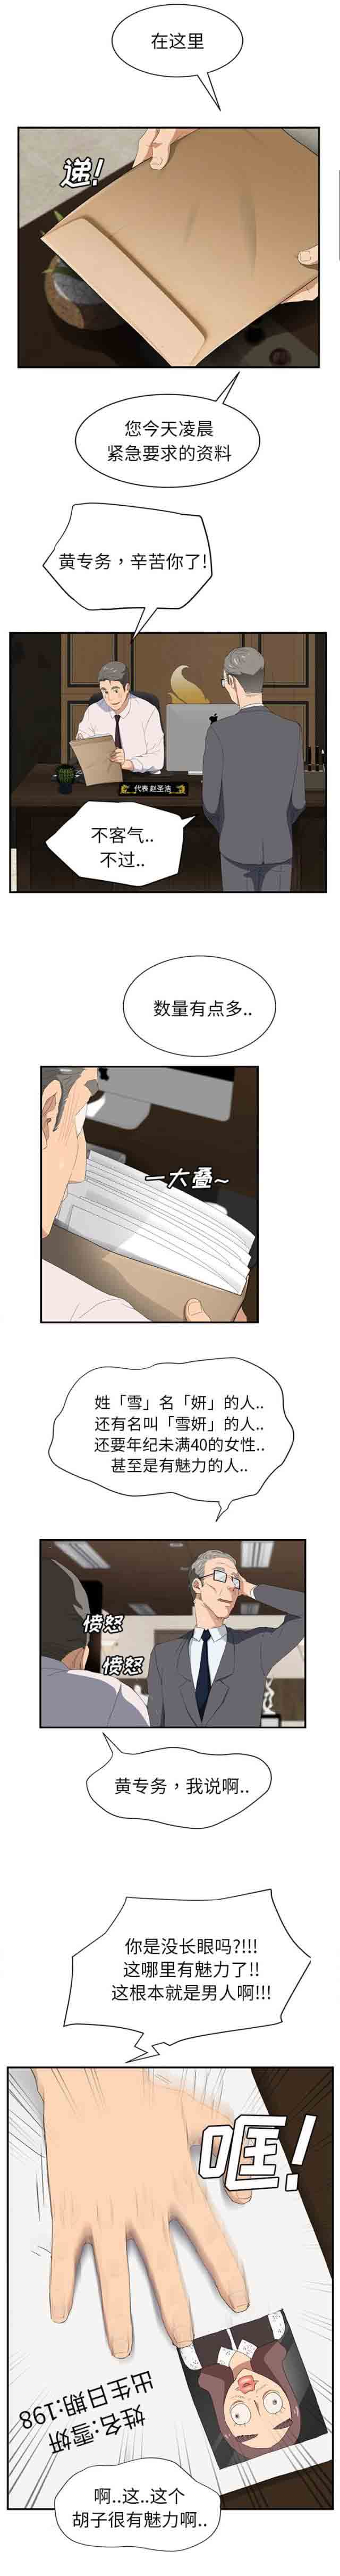 在这里
递!
您今天凌晨
紧急要求的资料
黄专务，辛苦你了!
代表 赵圣浩
不客气..
不过..
数量有点多..
一大叠~
姓「雪」名「妍」的人..
还有名叫「雪妍」的人..
还要年纪未满40的女性..
甚至是有魅力的人..
愤怒
愤怒
黄专务，我说啊..
你是没长眼吗?!!!
这哪里有魅力了!!
这根本就是男人啊!!!
哐!
姓名:雪妍
出生日期:198
啊..这..这个
胡子很有魅力啊..